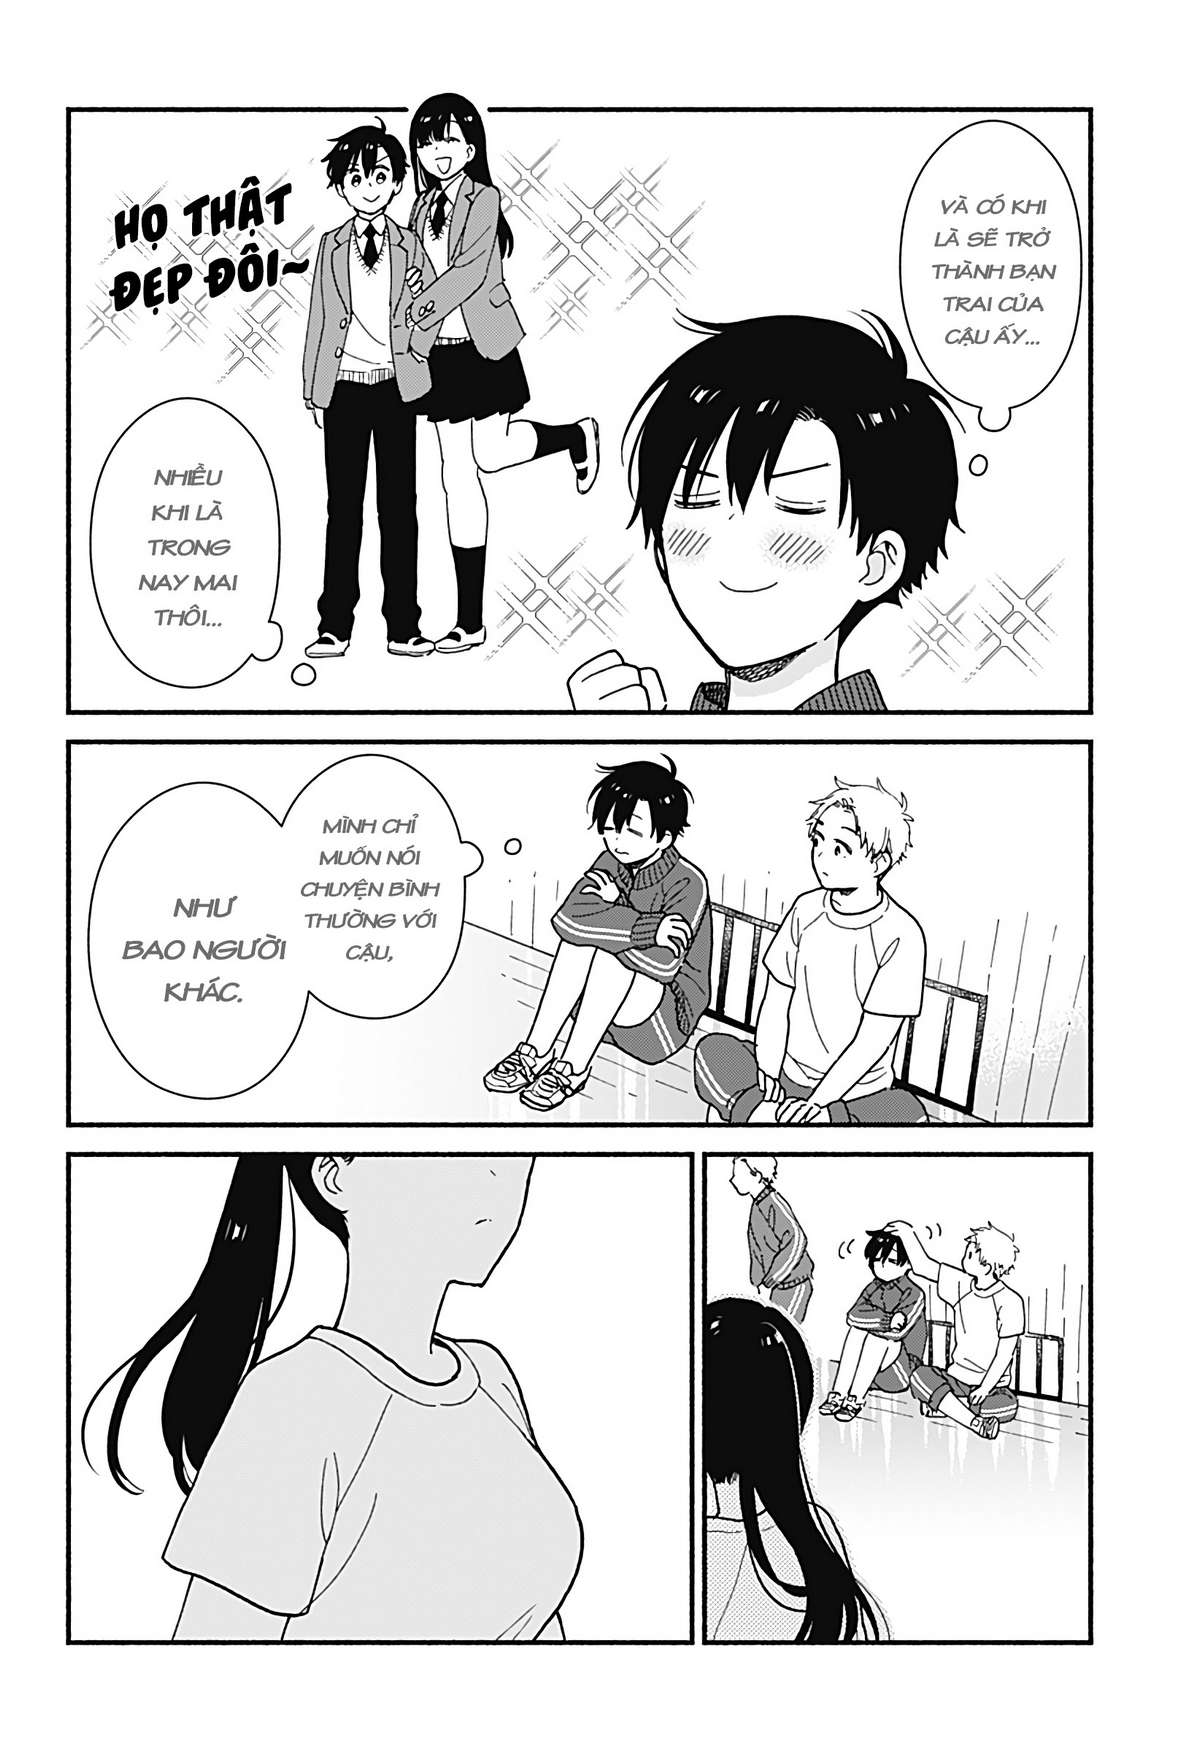 VÀ CÓ KHI
LÀ SẼ TRỞ
THÀNH BẠN
TRAI CỦA
CẬU ẤY...
HỌ THẬT
ĐẸP ĐÔI~
NHIỀU
KHI LÀ
TRONG
NAY MAI
THÔI...
MÌNH CHỈ
MUỐN NÓI
CHUYỆN BÌNH
THƯỜNG VỚI
CẬU,
NHƯ
BAO NGƯỜI
KHÁC.